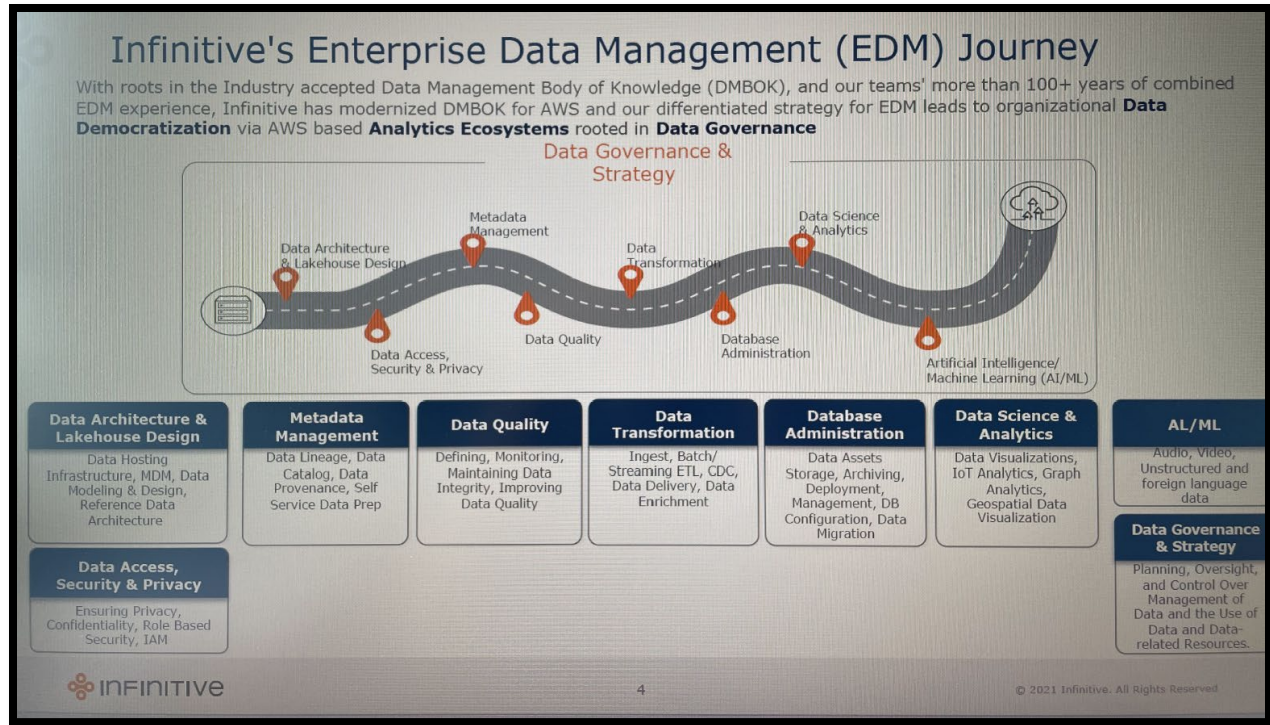 Infinitive's Enterprise Data Management (EDM) Journey
With roots in the Industry accepted Data Management Body of Knowledge (DMBOK), and our teams' more than 100+ years of combined
EDM experience, Infinitive has modernized DMBOK for AWS and our differentiated strategy for EDM leads to organizational Data
Democratization via AWS based Analytics Ecosystems rooted in Data Governance
Data Governance &
Strategy
Data Architecture
& Lakehouse Design
Data Access,
Security & Privacy
Metadata
Management
Data Quality
Data
Transformation
Database
Administration
Data Science
& Analytics
Artificial Intelligence/
Machine Learning (AI/ML)
Data Architecture &
Lakehouse Design
Data Hosting
Infrastructure, MDM, Data
Modeling & Design,
Reference Data
Architecture
Data Access,
Security & Privacy
Ensuring Privacy,
Confidentiality, Role Based
Security, IAM
Metadata
Management
Data Lineage, Data
Catalog, Data
Provenance, Self
Service Data Prep
Data Quality
Defining, Monitoring,
Maintaining Data
Integrity, Improving
Data Quality
Data
Transformation
Ingest, Batch/
Streaming ETL, CDC,
Data Delivery, Data
Enrichment
Database
Administration
Data Assets
Storage, Archiving,
Deployment,
Management, DB
Configuration, Data
Migration
Data Science &
Analytics
Data Visualizations,
IoT Analytics, Graph
Analytics,
Geospatial Data
Visualization
AL/ML
Audio, Video,
Unstructured and
foreign language
data
Data Governance
& Strategy
Planning, Oversight,
and Control Over
Management of
Data and the Use of
Data and Data-
related Resources.
INFINITIVE
4
© 2021 Infinitive. All Rights Reserved